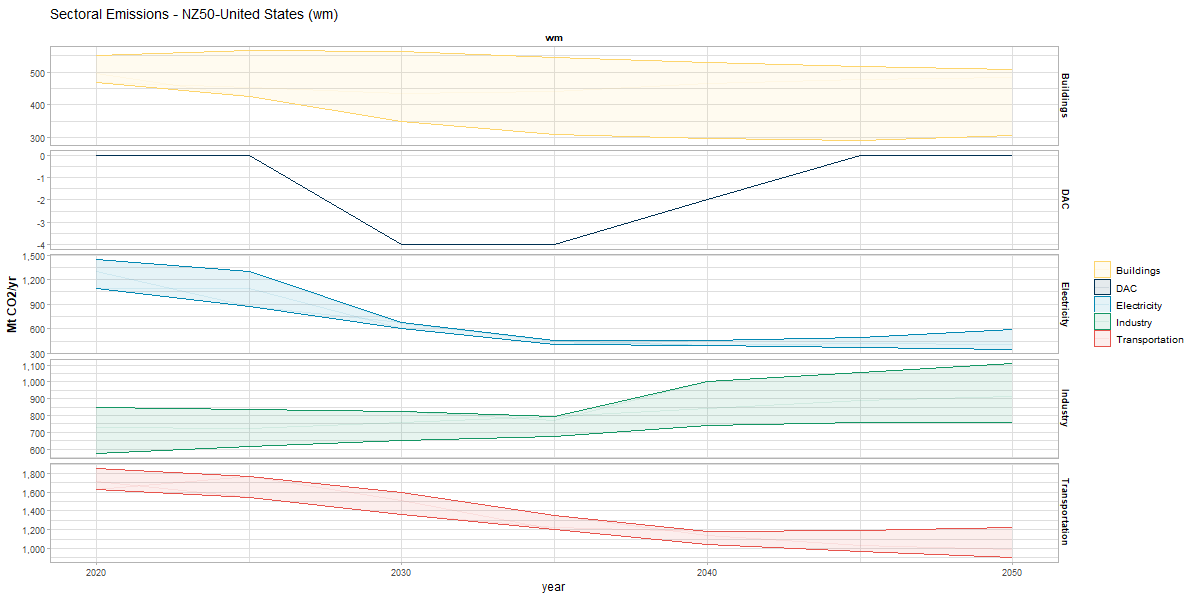 Sectoral Emissions - NZ50-United States (wm)
wm
500
400
300
Buildings
0
-1
-2
-3
-4
DAC
1,500
1,200
900
600
300
Electricity
1,100
1,000
900
800
700
600
Industry
1,800
1,600
1,400
1,200
1,000
Transportation
Mt CO2/yr
2020
2030
2040
2050
year
Buildings
DAC
Electricity
Industry
Transportation